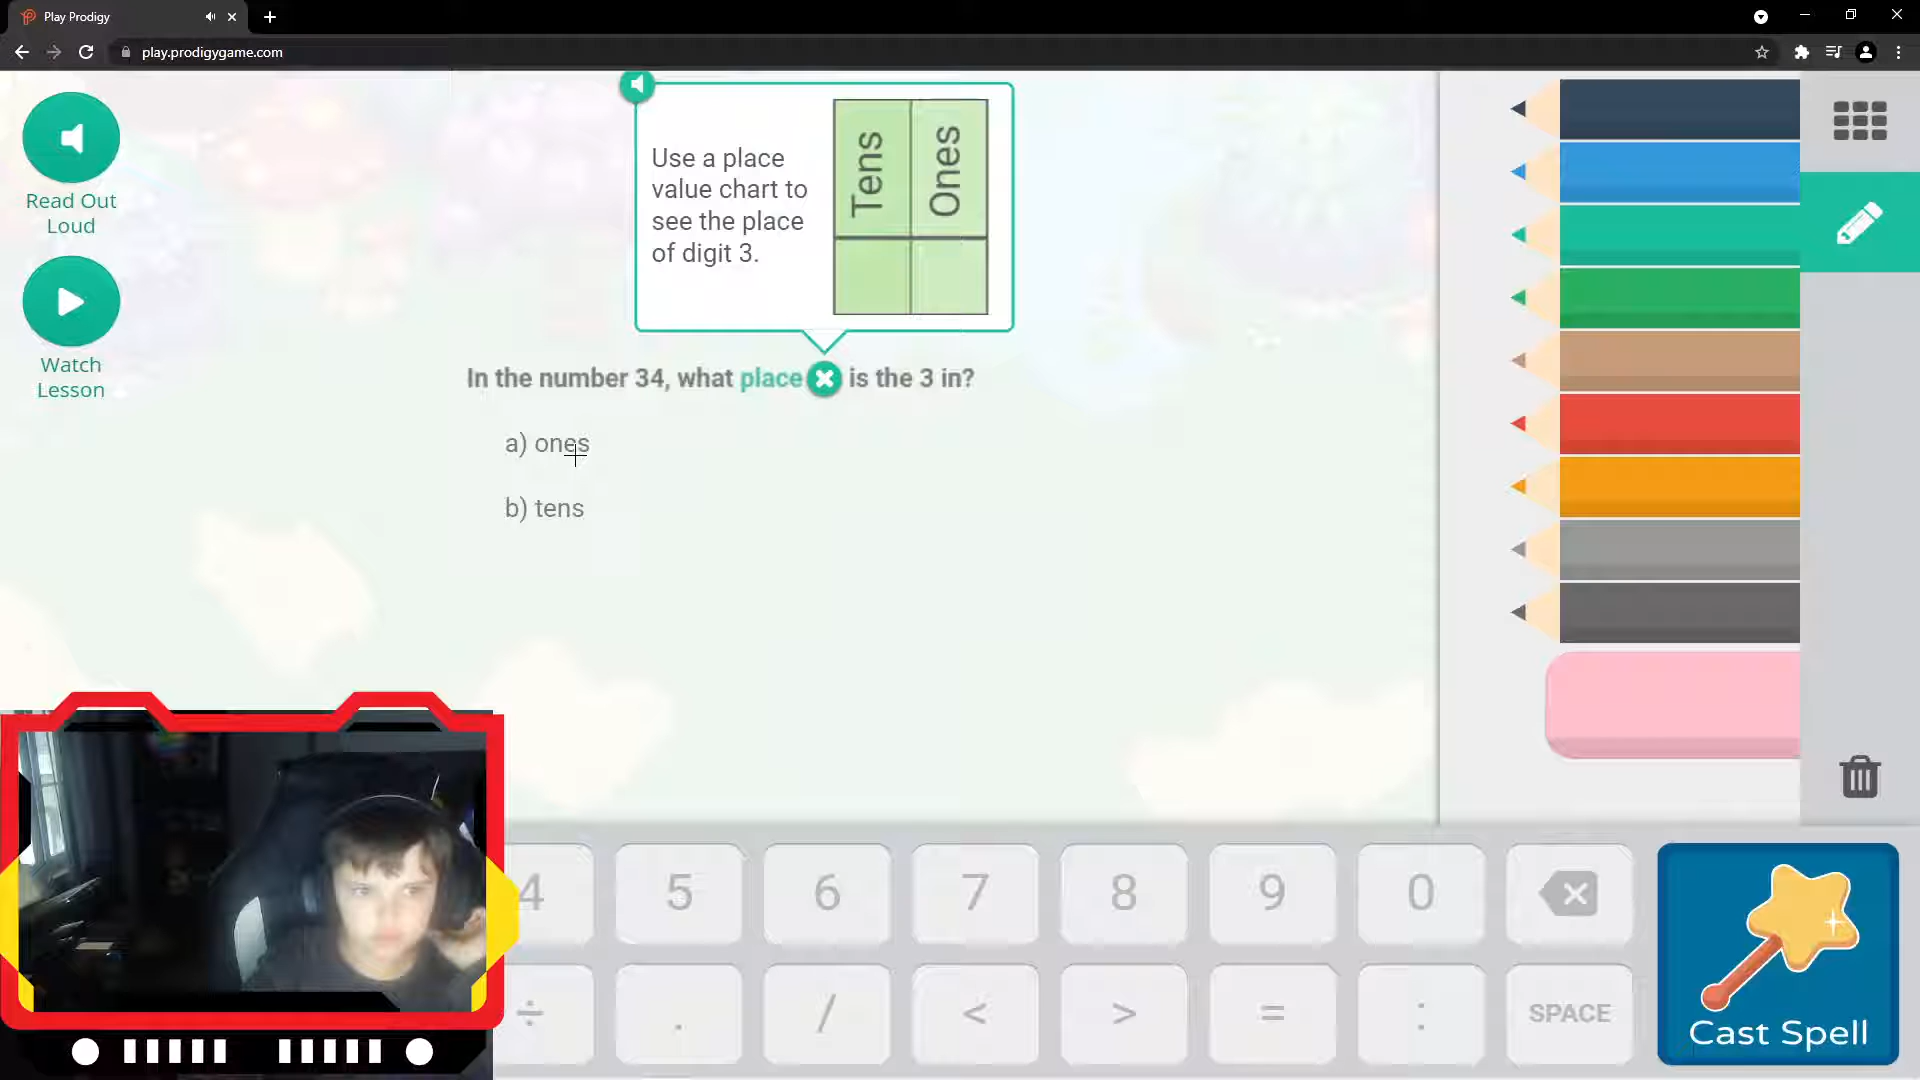 Play Prodigy
play.prodigygame.com
Read Out
Loud
Watch
Lesson
Use a place
value chart to
see the place
of digit 3.
Tens
Ones
In the number 34, what place is the 3 in?
a) ones
b) tens
4 5 6 7 8 9 0
÷ . / < > = : SPACE
Cast Spell